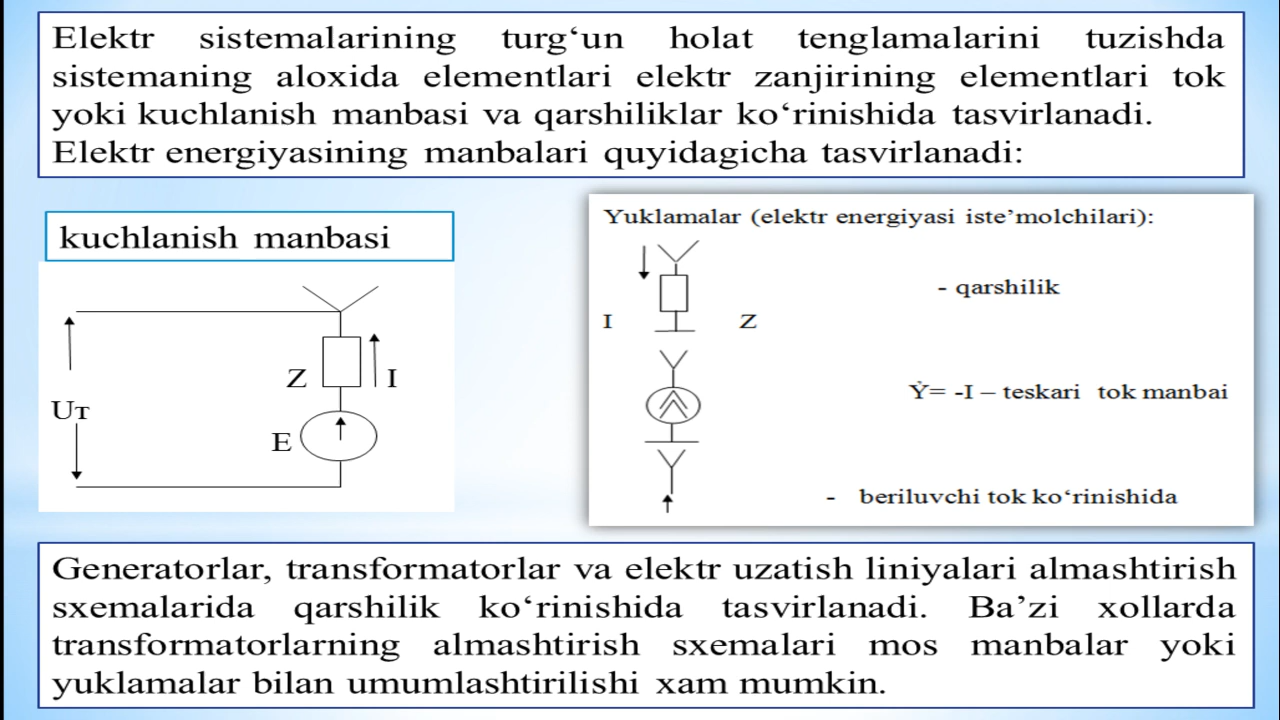 Elektr sistemalarining turg‘un holat tenglamalarini tuzishda
sistemaning aloxida elementlari elektr zanjirining elementlari tok
yoki kuchlanish manbasi va qarshiliklar ko‘rinishida tasvirlanadi.
Elektr energiyasining manbalari quyidagicha tasvirlanadi:
kuchlanish manbasi
Z
I
Uт
E
Yuklamalar (elektr energiyasi iste’molchilari):
- qarshilik
I
Z
Ẏ= -I – teskari tok manbai
- beriluvchi tok ko‘rinishida
Generatorlar, transformatorlar va elektr uzatish liniyalari almashtirish
sxemalarida qarshilik ko‘rinishida tasvirlanadi. Ba’zi xollarda
transformatorlarning almashtirish sxemalari mos manbalar yoki
yuklamalar bilan umumlashtirilishi xam mumkin.